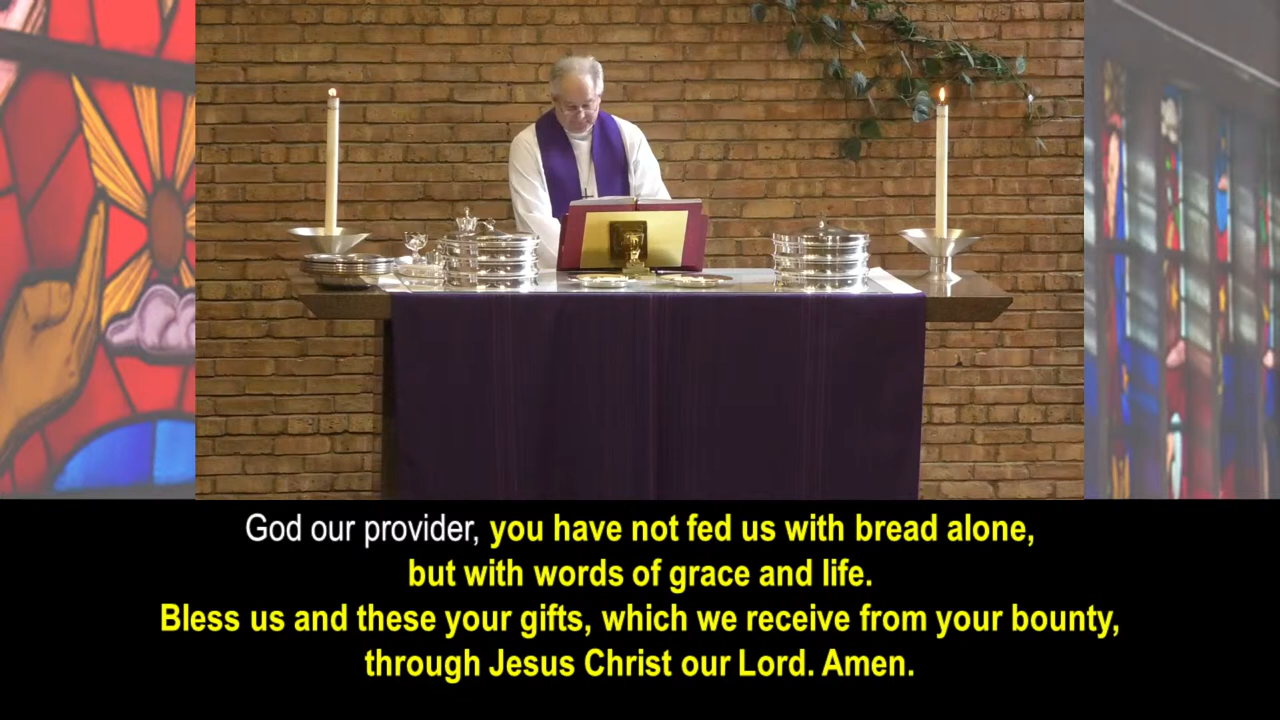 God our provider, you have not fed us with bread alone,
but with words of grace and life.
Bless us and these your gifts, which we receive from your bounty,
through Jesus Christ our Lord. Amen.